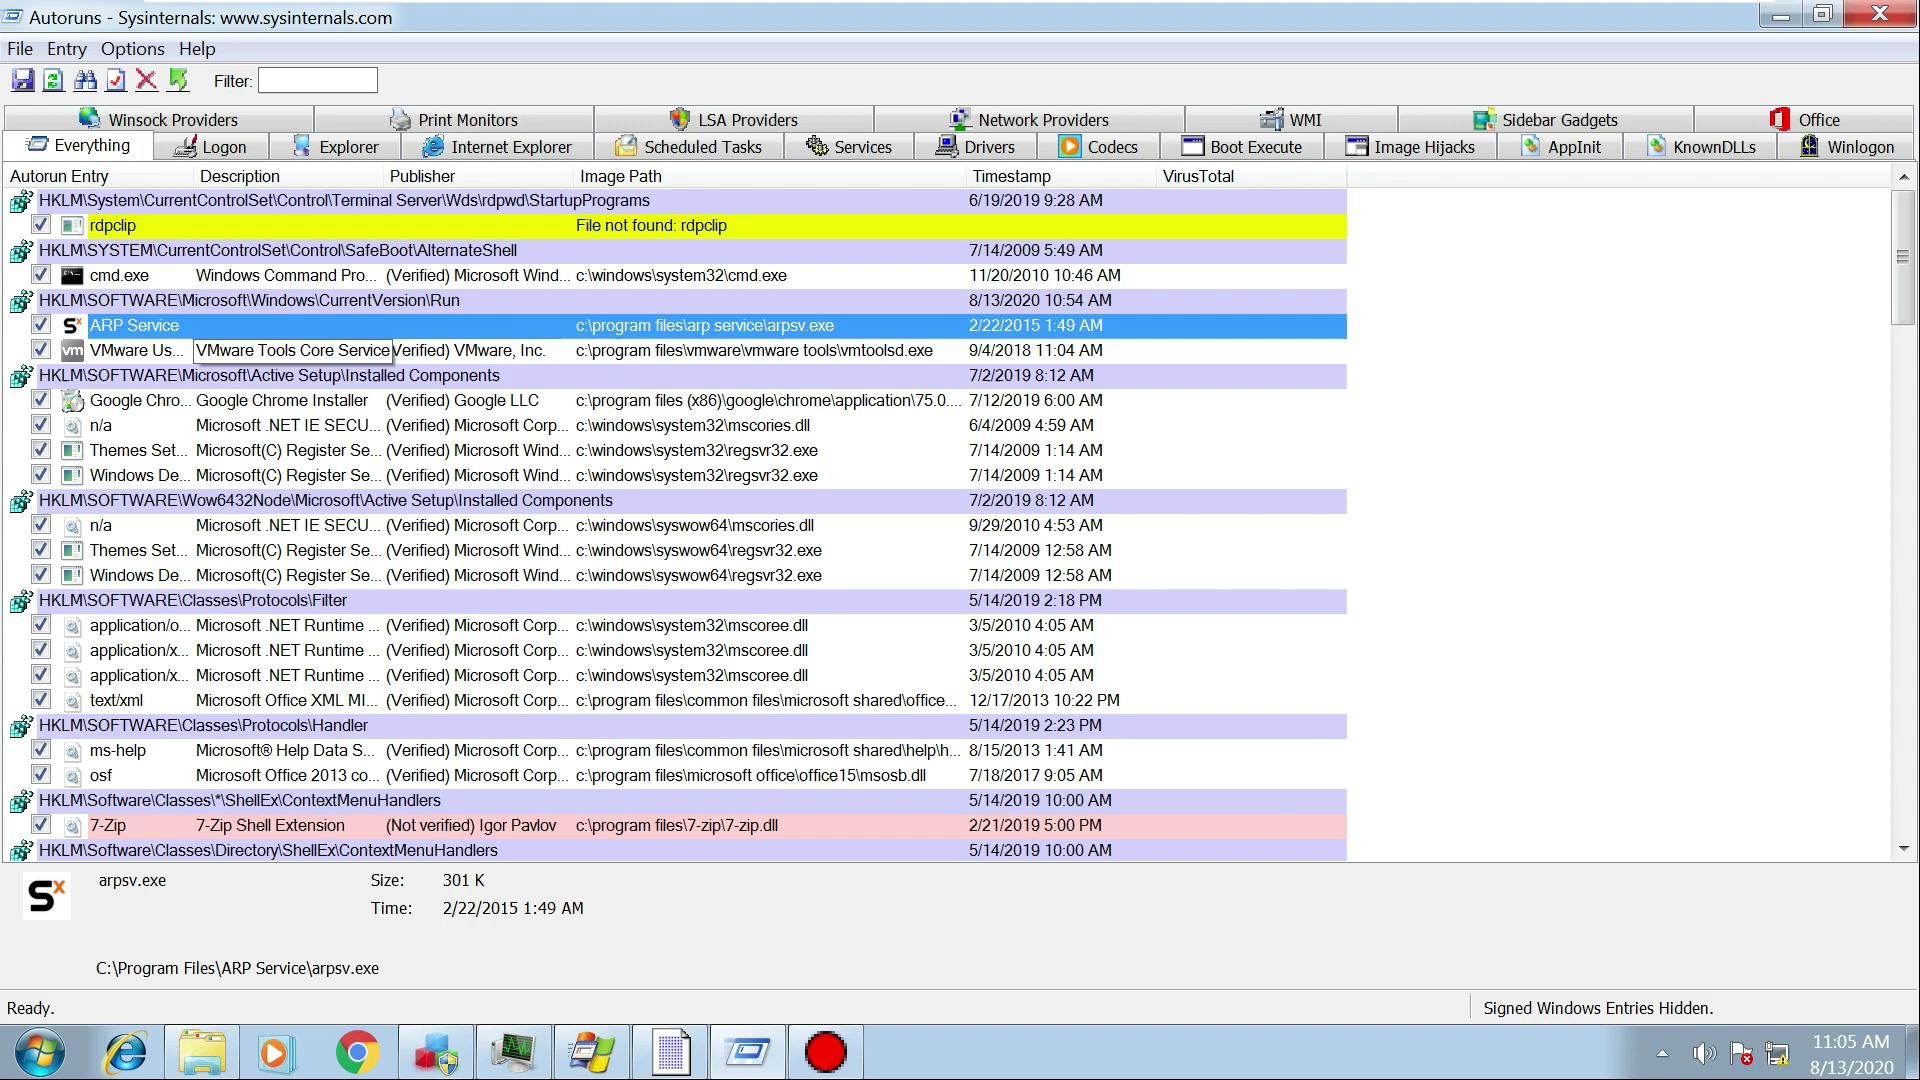 Autoruns - Sysinternals: www.sysinternals.com
File Entry Options Help
Filter:
Winsock Providers Print Monitors LSA Providers Network Providers WMI Sidebar Gadgets Office
Everything Logon Explorer Internet Explorer Scheduled Tasks Services Drivers Codecs Boot Execute Image Hijacks AppInit KnownDLLs Winlogon
Autorun Entry Description Publisher Image Path Timestamp VirusTotal
HKLM\System\CurrentControlSet\Control\Terminal Server\Wds\rdpwd\StartupPrograms 6/19/2019 9:28 AM
rdpclip File not found: rdpclip
HKLM\SYSTEM\CurrentControlSet\Control\SafeBoot\AlternateShell 7/14/2009 5:49 AM
cmd.exe Windows Command Pro... (Verified) Microsoft Wind... c:\windows\system32\cmd.exe 11/20/2010 10:46 AM
HKLM\SOFTWARE\Microsoft\Windows\CurrentVersion\Run 8/13/2020 10:54 AM
ARP Service c:\program files\arp service\arpsv.exe 2/22/2015 1:49 AM
vm VMware Us... VMware Tools Core Service Verified) VMware, Inc. c:\program files\vmware\vmware tools\vmtoolsd.exe 9/4/2018 11:04 AM
HKLM\SOFTWARE\Microsoft\Active Setup\Installed Components 7/2/2019 8:12 AM
Google Chro... Google Chrome Installer (Verified) Google LLC c:\program files (x86)\google\chrome\application\75.0.... 7/12/2019 6:00 AM
n/a Microsoft .NET IE SECU... (Verified) Microsoft Corp... c:\windows\system32\mscories.dll 6/4/2009 4:59 AM
Themes Set... Microsoft(C) Register Se... (Verified) Microsoft Wind... c:\windows\system32\regsvr32.exe 7/14/2009 1:14 AM
Windows De... Microsoft(C) Register Se... (Verified) Microsoft Wind... c:\windows\system32\regsvr32.exe 7/14/2009 1:14 AM
HKLM\SOFTWARE\Wow6432Node\Microsoft\Active Setup\Installed Components 7/2/2019 8:12 AM
n/a Microsoft .NET IE SECU... (Verified) Microsoft Corp... c:\windows\syswow64\mscories.dll 9/29/2010 4:53 AM
Themes Set... Microsoft(C) Register Se... (Verified) Microsoft Wind... c:\windows\syswow64\regsvr32.exe 7/14/2009 12:58 AM
Windows De... Microsoft(C) Register Se... (Verified) Microsoft Wind... c:\windows\syswow64\regsvr32.exe 7/14/2009 12:58 AM
HKLM\SOFTWARE\Classes\Protocols\Filter 5/14/2019 2:18 PM
application/o... Microsoft .NET Runtime ... (Verified) Microsoft Corp... c:\windows\system32\mscoree.dll 3/5/2010 4:05 AM
application/x... Microsoft .NET Runtime ... (Verified) Microsoft Corp... c:\windows\system32\mscoree.dll 3/5/2010 4:05 AM
application/x... Microsoft .NET Runtime ... (Verified) Microsoft Corp... c:\windows\system32\mscoree.dll 3/5/2010 4:05 AM
text/xml Microsoft Office XML MI... (Verified) Microsoft Corp... c:\program files\common files\microsoft shared\office... 12/17/2013 10:22 PM
HKLM\SOFTWARE\Classes\Protocols\Handler 5/14/2019 2:23 PM
ms-help Microsoft® Help Data S... (Verified) Microsoft Corp... c:\program files\common files\microsoft shared\help\h... 8/15/2013 1:41 AM
osf Microsoft Office 2013 co... (Verified) Microsoft Corp... c:\program files\microsoft office\office15\msosb.dll 7/18/2017 9:05 AM
HKLM\Software\Classes\*\ShellEx\ContextMenuHandlers 5/14/2019 10:00 AM
7-Zip 7-Zip Shell Extension (Not verified) Igor Pavlov c:\program files\7-zip\7-zip.dll 2/21/2019 5:00 PM
HKLM\Software\Classes\Directory\ShellEx\ContextMenuHandlers 5/14/2019 10:00 AM
Sx arpsv.exe Size: 301 K
Time: 2/22/2015 1:49 AM
C:\Program Files\ARP Service\arpsv.exe
Ready. Signed Windows Entries Hidden.
11:05 AM
8/13/2020